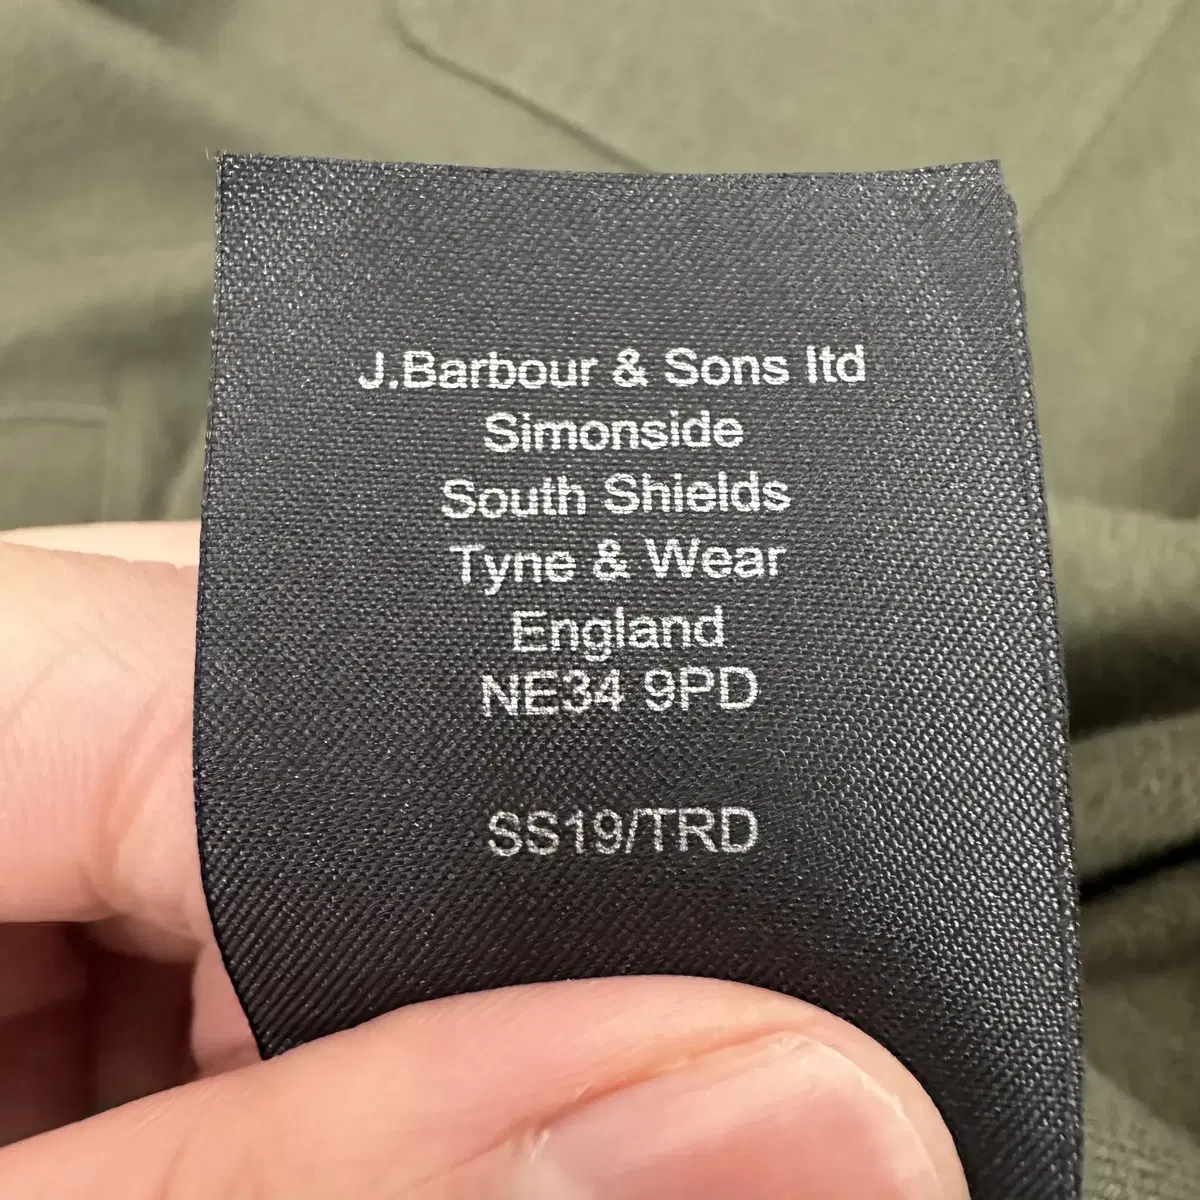 J.Barbour & Sons ltd
Simonside
South Shields
Tyne & Wear
England
NE34 9PD
SS19/TRD